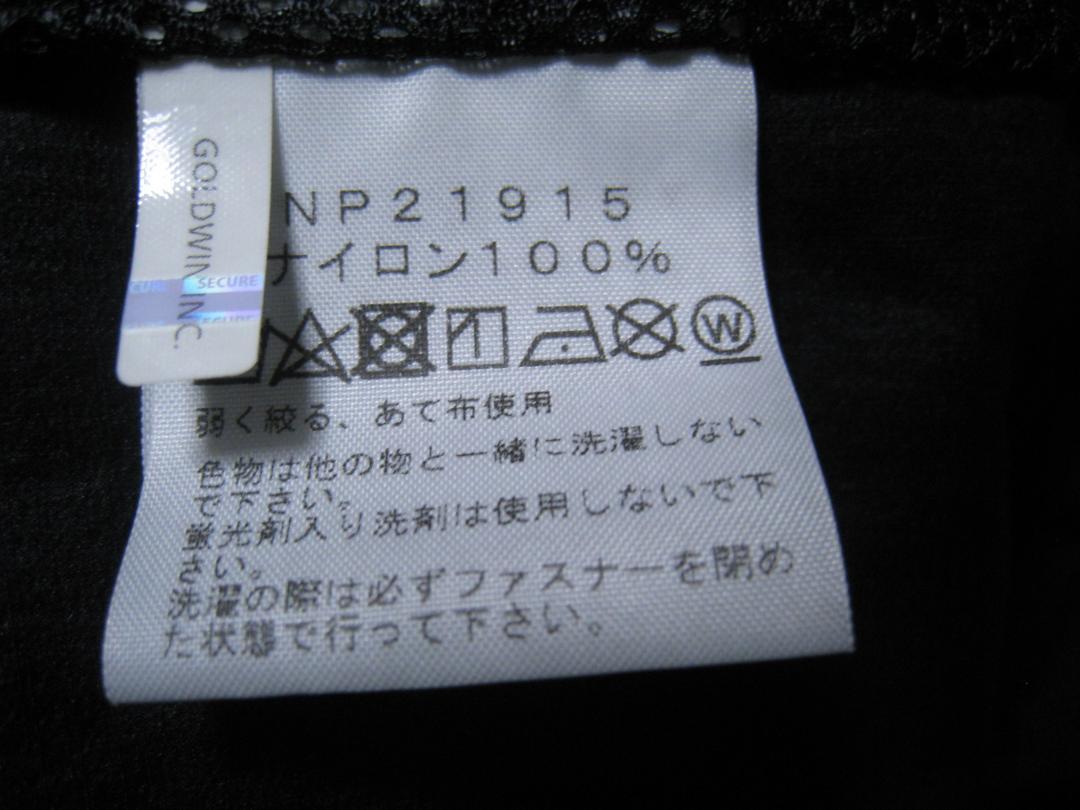 GOLDWIN INC.
SECURE
NP21915
ナイロン100%
W
弱く絞る、あて布使用
色物は他の物と一緒に洗濯しない
で下さい。
蛍光剤入り洗剤は使用しないで下
さい。
洗濯の際は必ずファスナーを閉め
た状態で行って下さい。